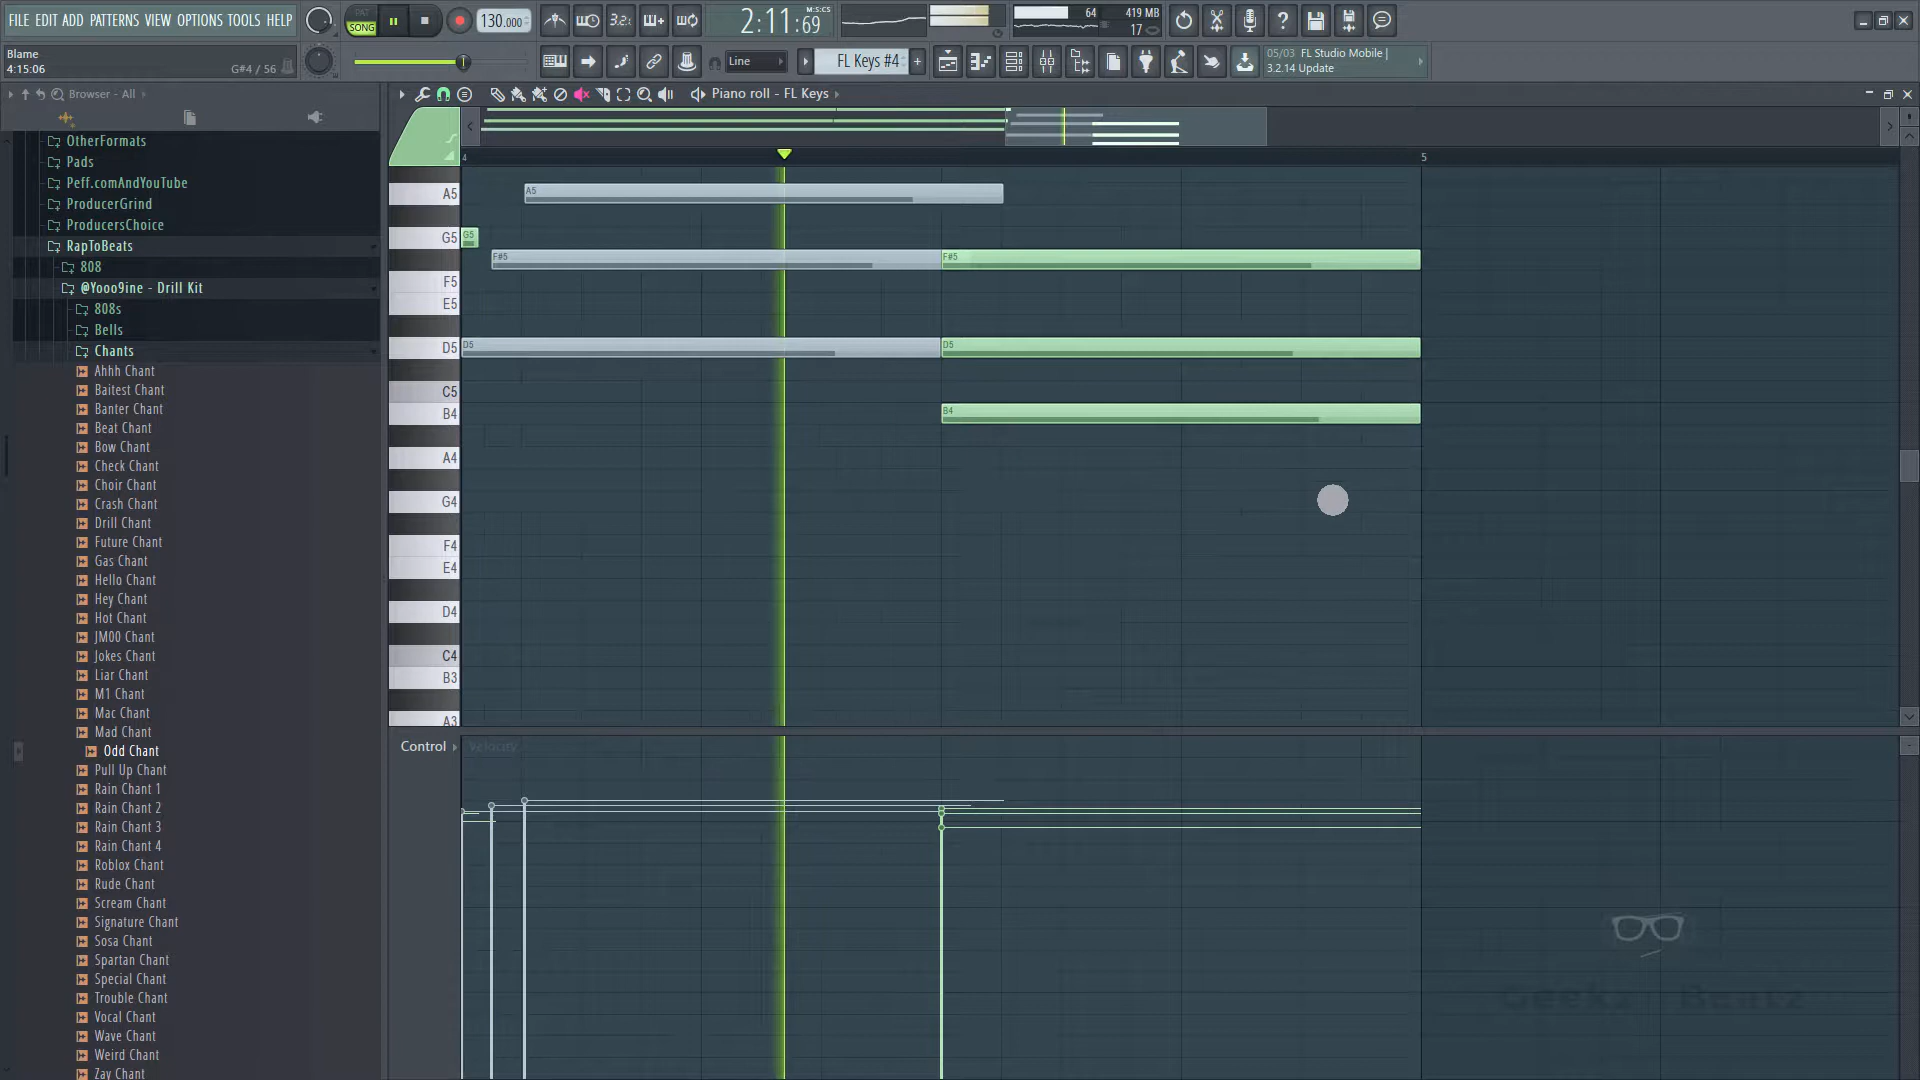 FILE EDIT ADD PATTERNS VIEW OPTIONS TOOLS HELP
PAT
SONG
130.000
3.2.
2:11:69
M:S:CS
64
419 MB
17
Blame
4:15:06
G#4 / 56
Line
FL Keys #4
05/03 FL Studio Mobile |
3.2.14 Update
Browser - All
Piano roll - FL Keys
OtherFormats
Pads
Peff.comAndYouTube
ProducerGrind
ProducersChoice
RapToBeats
808
@Yooo9ine - Drill Kit
808s
Bells
Chants
Ahhh Chant
Baitest Chant
Banter Chant
Beat Chant
Bow Chant
Check Chant
Choir Chant
Crash Chant
Drill Chant
Future Chant
Gas Chant
Hello Chant
Hey Chant
Hot Chant
JM00 Chant
Jokes Chant
Liar Chant
M1 Chant
Mac Chant
Mad Chant
Odd Chant
Pull Up Chant
Rain Chant 1
Rain Chant 2
Rain Chant 3
Rain Chant 4
Roblox Chant
Rude Chant
Scream Chant
Signature Chant
Sosa Chant
Spartan Chant
Special Chant
Trouble Chant
Vocal Chant
Wave Chant
Weird Chant
Zay Chant
4
5
A5
A5
G5
G5
F#5
F#5
F5
E5
D5
D5
D5
C5
B4
B4
A4
G4
F4
E4
D4
C4
B3
A3
Control
Velocity
Geekz Beatz